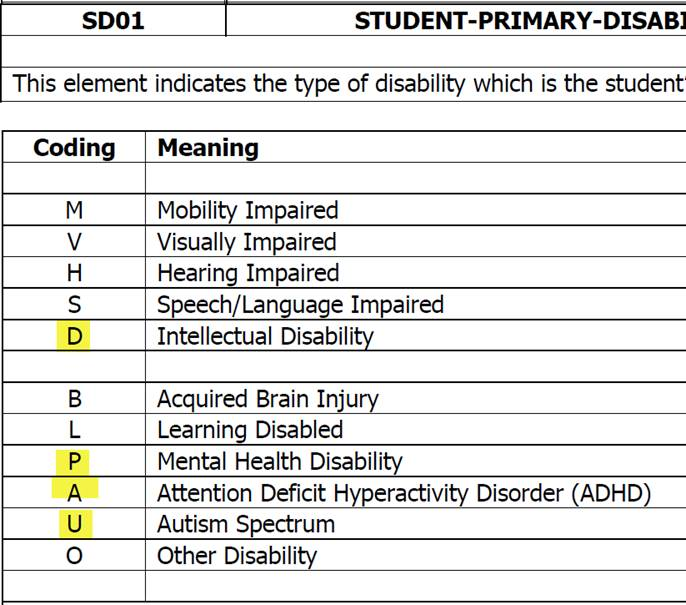 SD01 STUDENT-PRIMARY-DISABI
This element indicates the type of disability which is the student'
Coding Meaning
M Mobility Impaired
V Visually Impaired
H Hearing Impaired
S Speech/Language Impaired
D Intellectual Disability
B Acquired Brain Injury
L Learning Disabled
P Mental Health Disability
A Attention Deficit Hyperactivity Disorder (ADHD)
U Autism Spectrum
O Other Disability